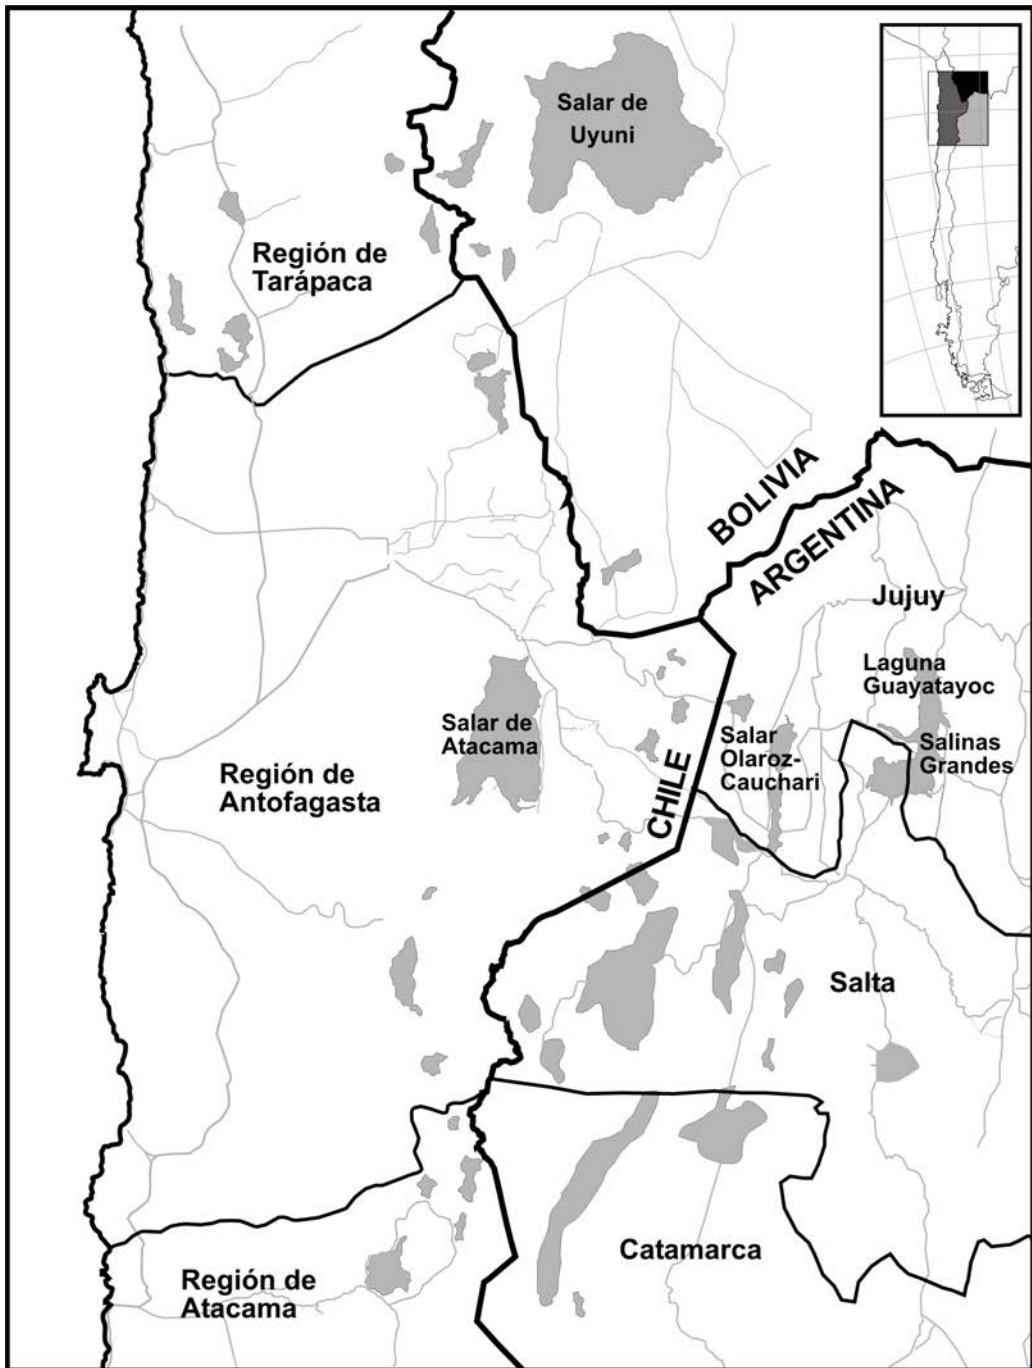 Salar de
Uyuni
Región de
Tarápaca
BOLIVIA
ARGENTINA
Jujuy
Laguna
Guayatayoc
Salar de
Atacama
Salar
Olaroz-
Cauchari
Salinas
Grandes
Región de
Antofagasta
CHILE
Salta
Catamarca
Región de
Atacama